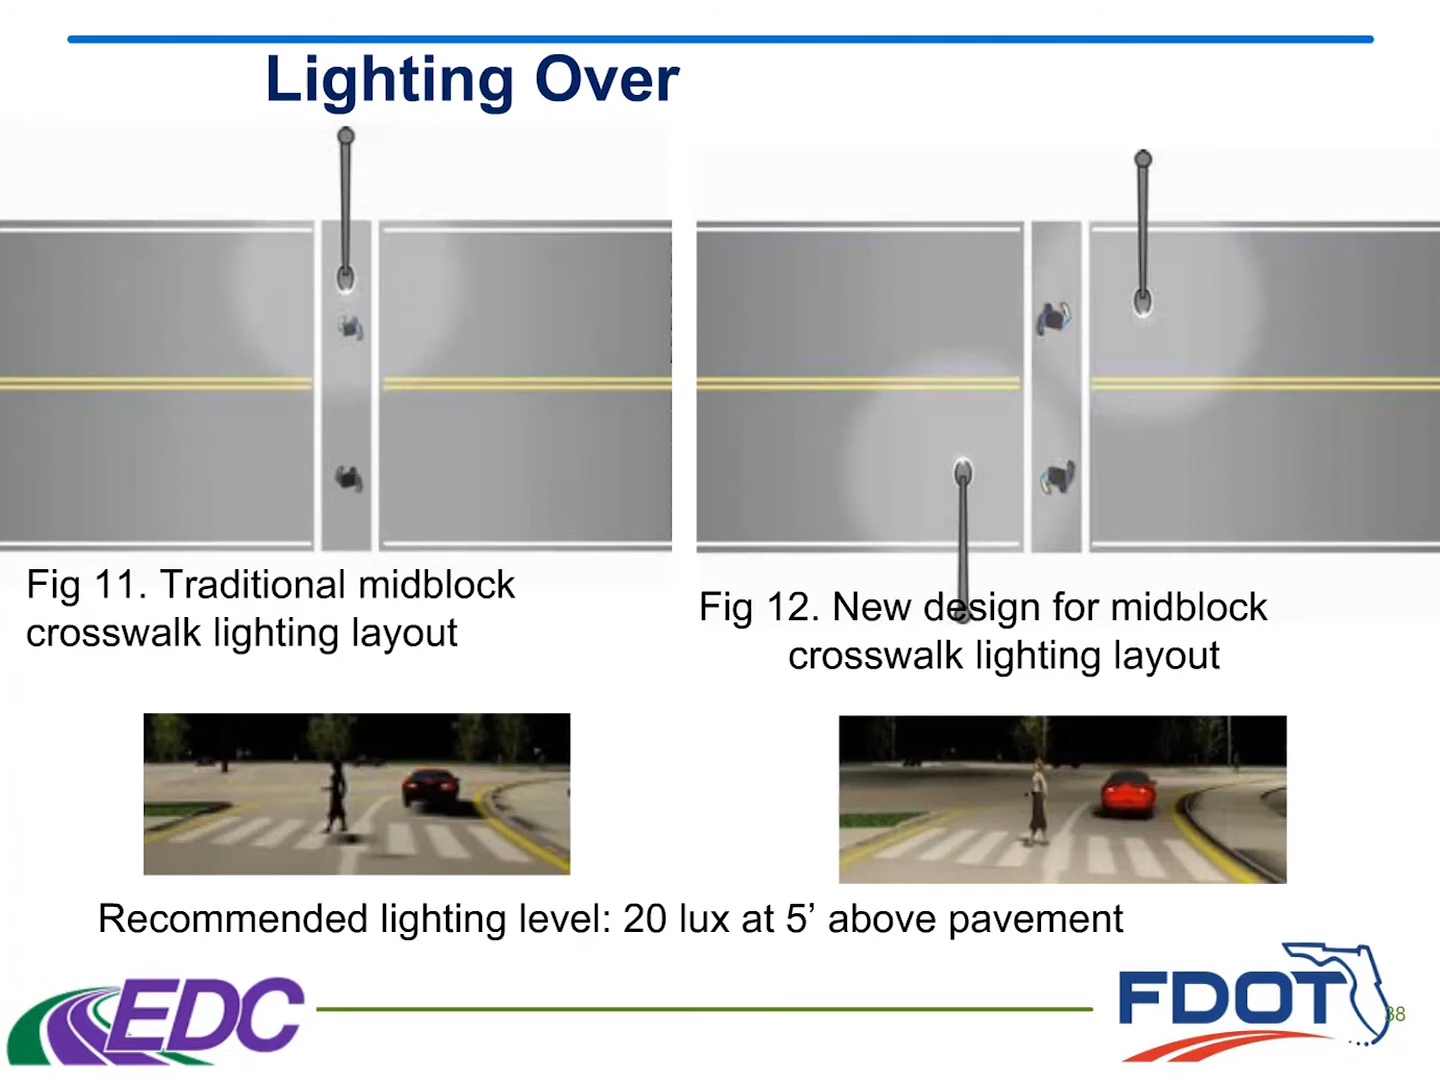 Lighting Over
Fig 11. Traditional midblock
crosswalk lighting layout
Fig 12. New design for midblock
crosswalk lighting layout
Recommended lighting level: 20 lux at 5’ above pavement
EDC
FDOT
38